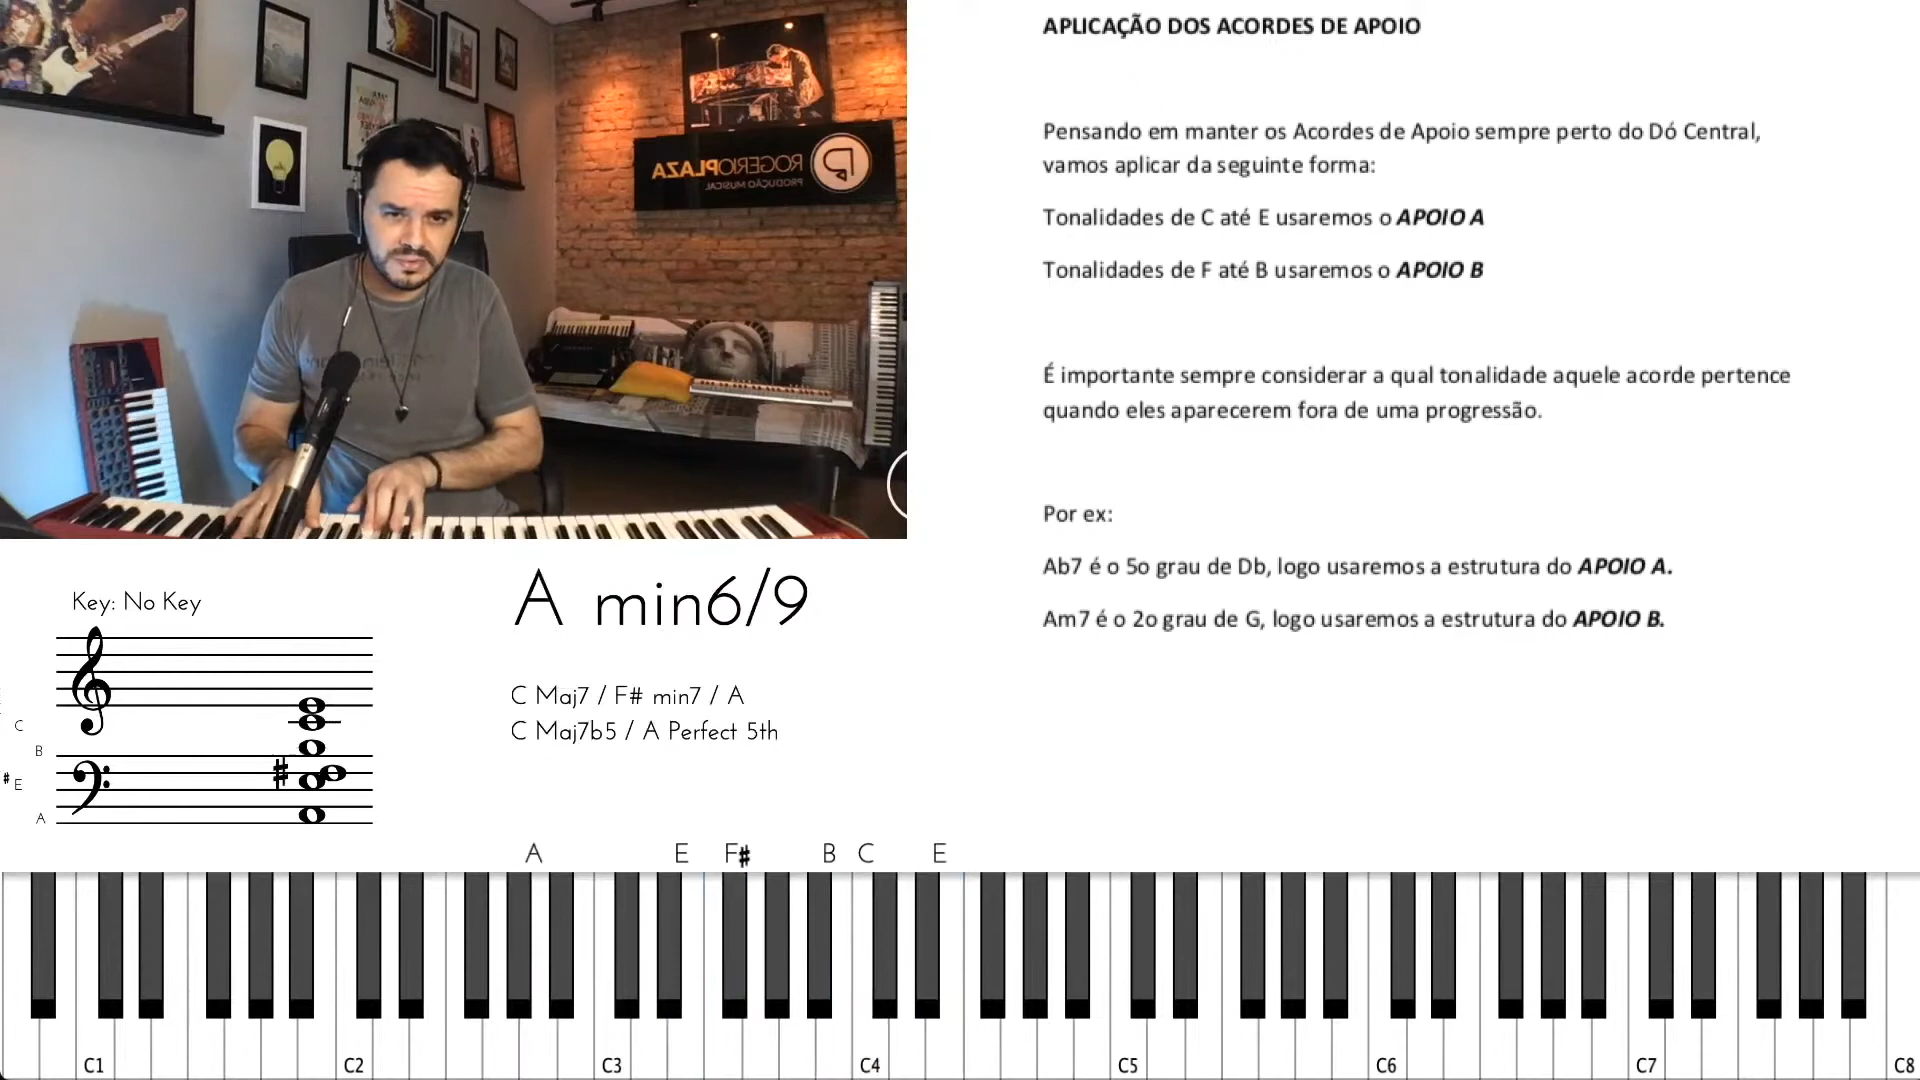 APLICAÇÃO DOS ACORDES DE APOIO
Pensando em manter os Acordes de Apoio sempre perto do Dó Central,
vamos aplicar da seguinte forma:
Tonalidades de C até E usaremos o APOIO A
Tonalidades de F até B usaremos o APOIO B
É importante sempre considerar a qual tonalidade aquele acorde pertence
quando eles aparecerem fora de uma progressão.
Por ex:
Ab7 é o 5o grau de Db, logo usaremos a estrutura do APOIO A.
Am7 é o 2o grau de G, logo usaremos a estrutura do APOIO B.
ROGERIOPLAZA
PRODUÇÃO MUSICAL
Key: No Key
A min6/9
C Maj7 / F# min7 / A
C Maj7b5 / A Perfect 5th
C
B
# E
A
A E F# B C E
C1 C2 C3 C4 C5 C6 C7 C8